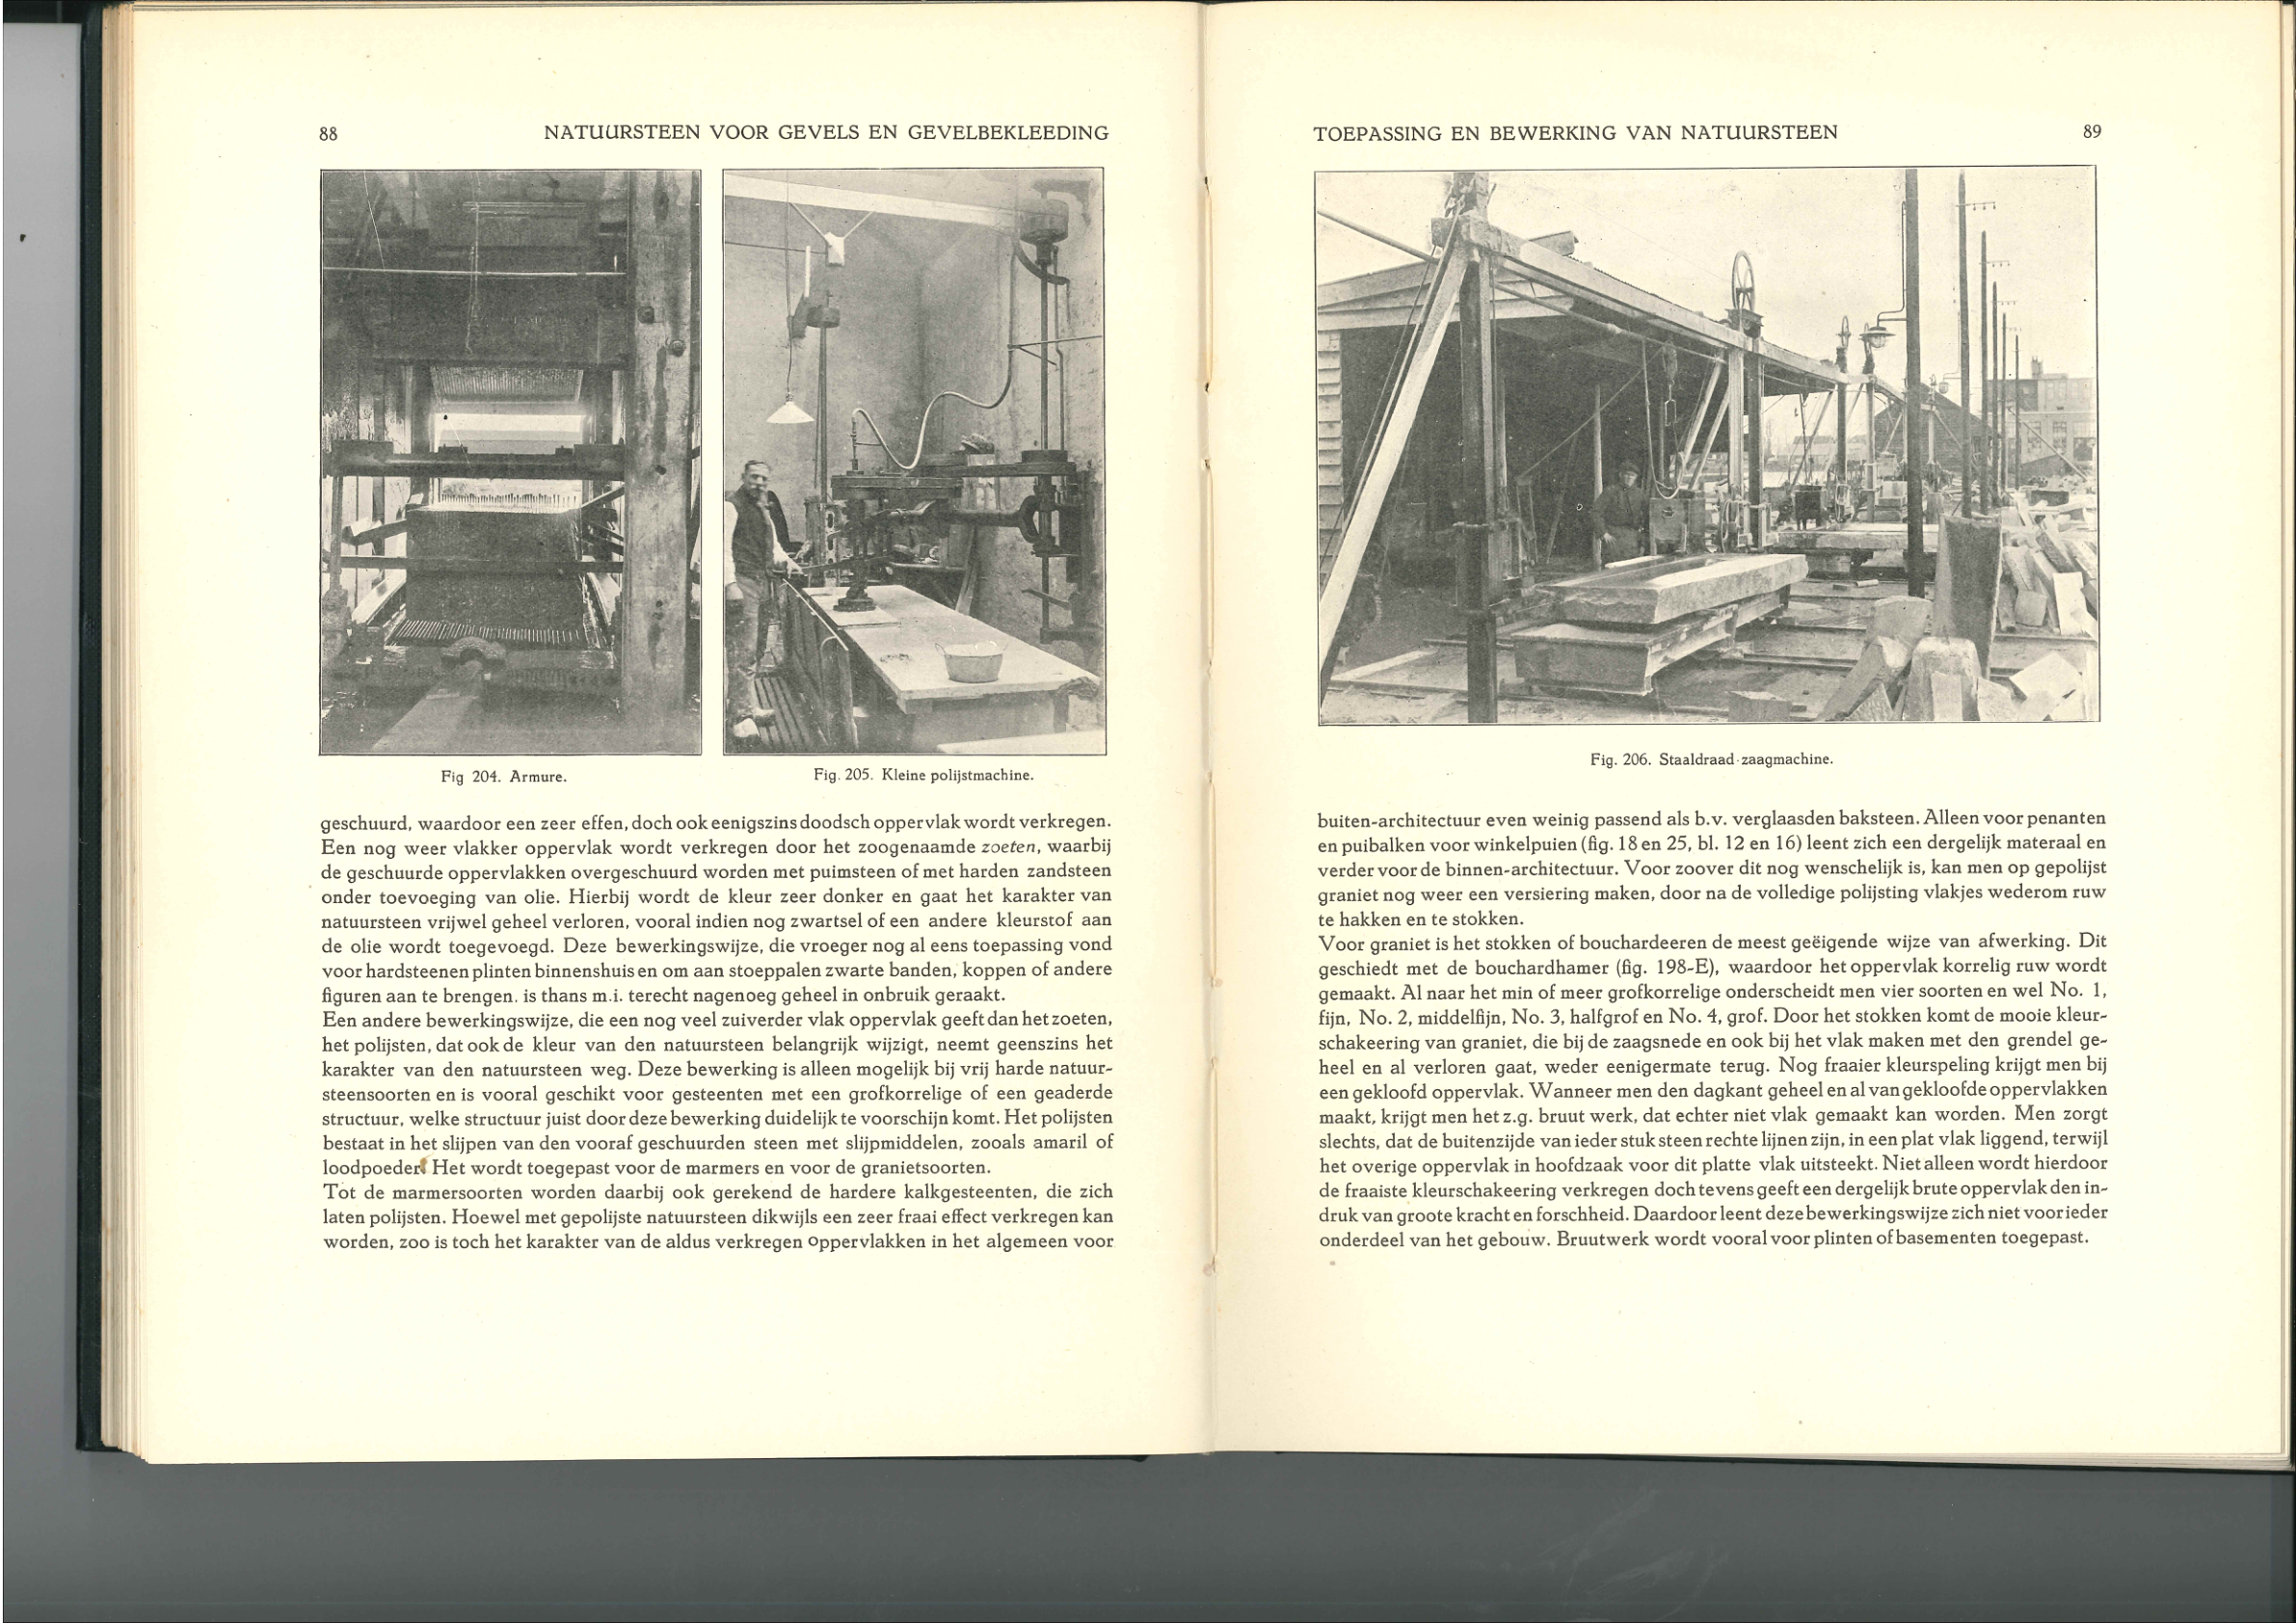 88
NATUURSTEEN VOOR GEVELS EN GEVELBEKLEEDING
Fig 204. Armure.
Fig. 205. Kleine polijstmachine.
geschuurd, waardoor een zeer effen, doch ook eenigszins doodsch oppervlak wordt verkregen.
Een nog weer vlakker oppervlak wordt verkregen door het zoogenaamde zoeten, waarbij
de geschuurde oppervlakken overgeschuurd worden met puimsteen of met harden zandsteen
onder toevoeging van olie. Hierbij wordt de kleur zeer donker en gaat het karakter van
natuursteen vrijwel geheel verloren, vooral indien nog zwartsel of een andere kleurstof aan
de olie wordt toegevoegd. Deze bewerkingswijze, die vroeger nog al eens toepassing vond
voor hardsteenen plinten binnenshuis en om aan stoeppalen zwarte banden, koppen of andere
figuren aan te brengen. is thans m.i. terecht nagenoeg geheel in onbruik geraakt.
Een andere bewerkingswijze, die een nog veel zuiverder vlak oppervlak geeft dan het zoeten,
het polijsten, dat ook de kleur van den natuursteen belangrijk wijzigt, neemt geenszins het
karakter van den natuursteen weg. Deze bewerking is alleen mogelijk bij vrij harde natuur-
steensoorten en is vooral geschikt voor gesteenten met een grofkorrelige of een geaderde
structuur, welke structuur juist door deze bewerking duidelijk te voorschijn komt. Het polijsten
bestaat in het slijpen van den vooraf geschuurden steen met slijpmiddelen, zooals amaril of
loodpoeder. Het wordt toegepast voor de marmers en voor de granietsoorten.
Tot de marmersoorten worden daarbij ook gerekend de hardere kalkgesteenten, die zich
laten polijsten. Hoewel met gepolijste natuursteen dikwijls een zeer fraai effect verkregen kan
worden, zoo is toch het karakter van de aldus verkregen oppervlakken in het algemeen voor
TOEPASSING EN BEWERKING VAN NATUURSTEEN
89
Fig. 206. Staaldraad-zaagmachine.
buiten-architectuur even weinig passend als b.v. verglaasden baksteen. Alleen voor penanten
en puibalken voor winkelpuien (fig. 18 en 25, bl. 12 en 16) leent zich een dergelijk materaal en
verder voor de binnen-architectuur. Voor zoover dit nog wenschelijk is, kan men op gepolijst
graniet nog weer een versiering maken, door na de volledige polijsting vlakjes wederom ruw
te hakken en te stokken.
Voor graniet is het stokken of bouchardeeren de meest geëigende wijze van afwerking. Dit
geschiedt met de bouchardhamer (fig. 198-E), waardoor het oppervlak korrelig ruw wordt
gemaakt. Al naar het min of meer grofkorrelige onderscheidt men vier soorten en wel No. 1,
fijn, No. 2, middelfijn, No. 3, halfgrof en No. 4, grof. Door het stokken komt de mooie kleur-
schakeering van graniet, die bij de zaagsnede en ook bij het vlak maken met den grendel ge-
heel en al verloren gaat, weder eenigermate terug. Nog fraaier kleurspeling krijgt men bij
een gekloofd oppervlak. Wanneer men den dagkant geheel en al van gekloofde oppervlakken
maakt, krijgt men het z.g. bruut werk, dat echter niet vlak gemaakt kan worden. Men zorgt
slechts, dat de buitenzijde van ieder stuk steen rechte lijnen zijn, in een plat vlak liggend, terwijl
het overige oppervlak in hoofdzaak voor dit platte vlak uitsteekt. Niet alleen wordt hierdoor
de fraaiste kleurschakeering verkregen doch tevens geeft een dergelijk brute oppervlak den in-
druk van groote kracht en forschheid. Daardoor leent deze bewerkingswijze zich niet voor ieder
onderdeel van het gebouw. Bruutwerk wordt vooral voor plinten of basementen toegepast.